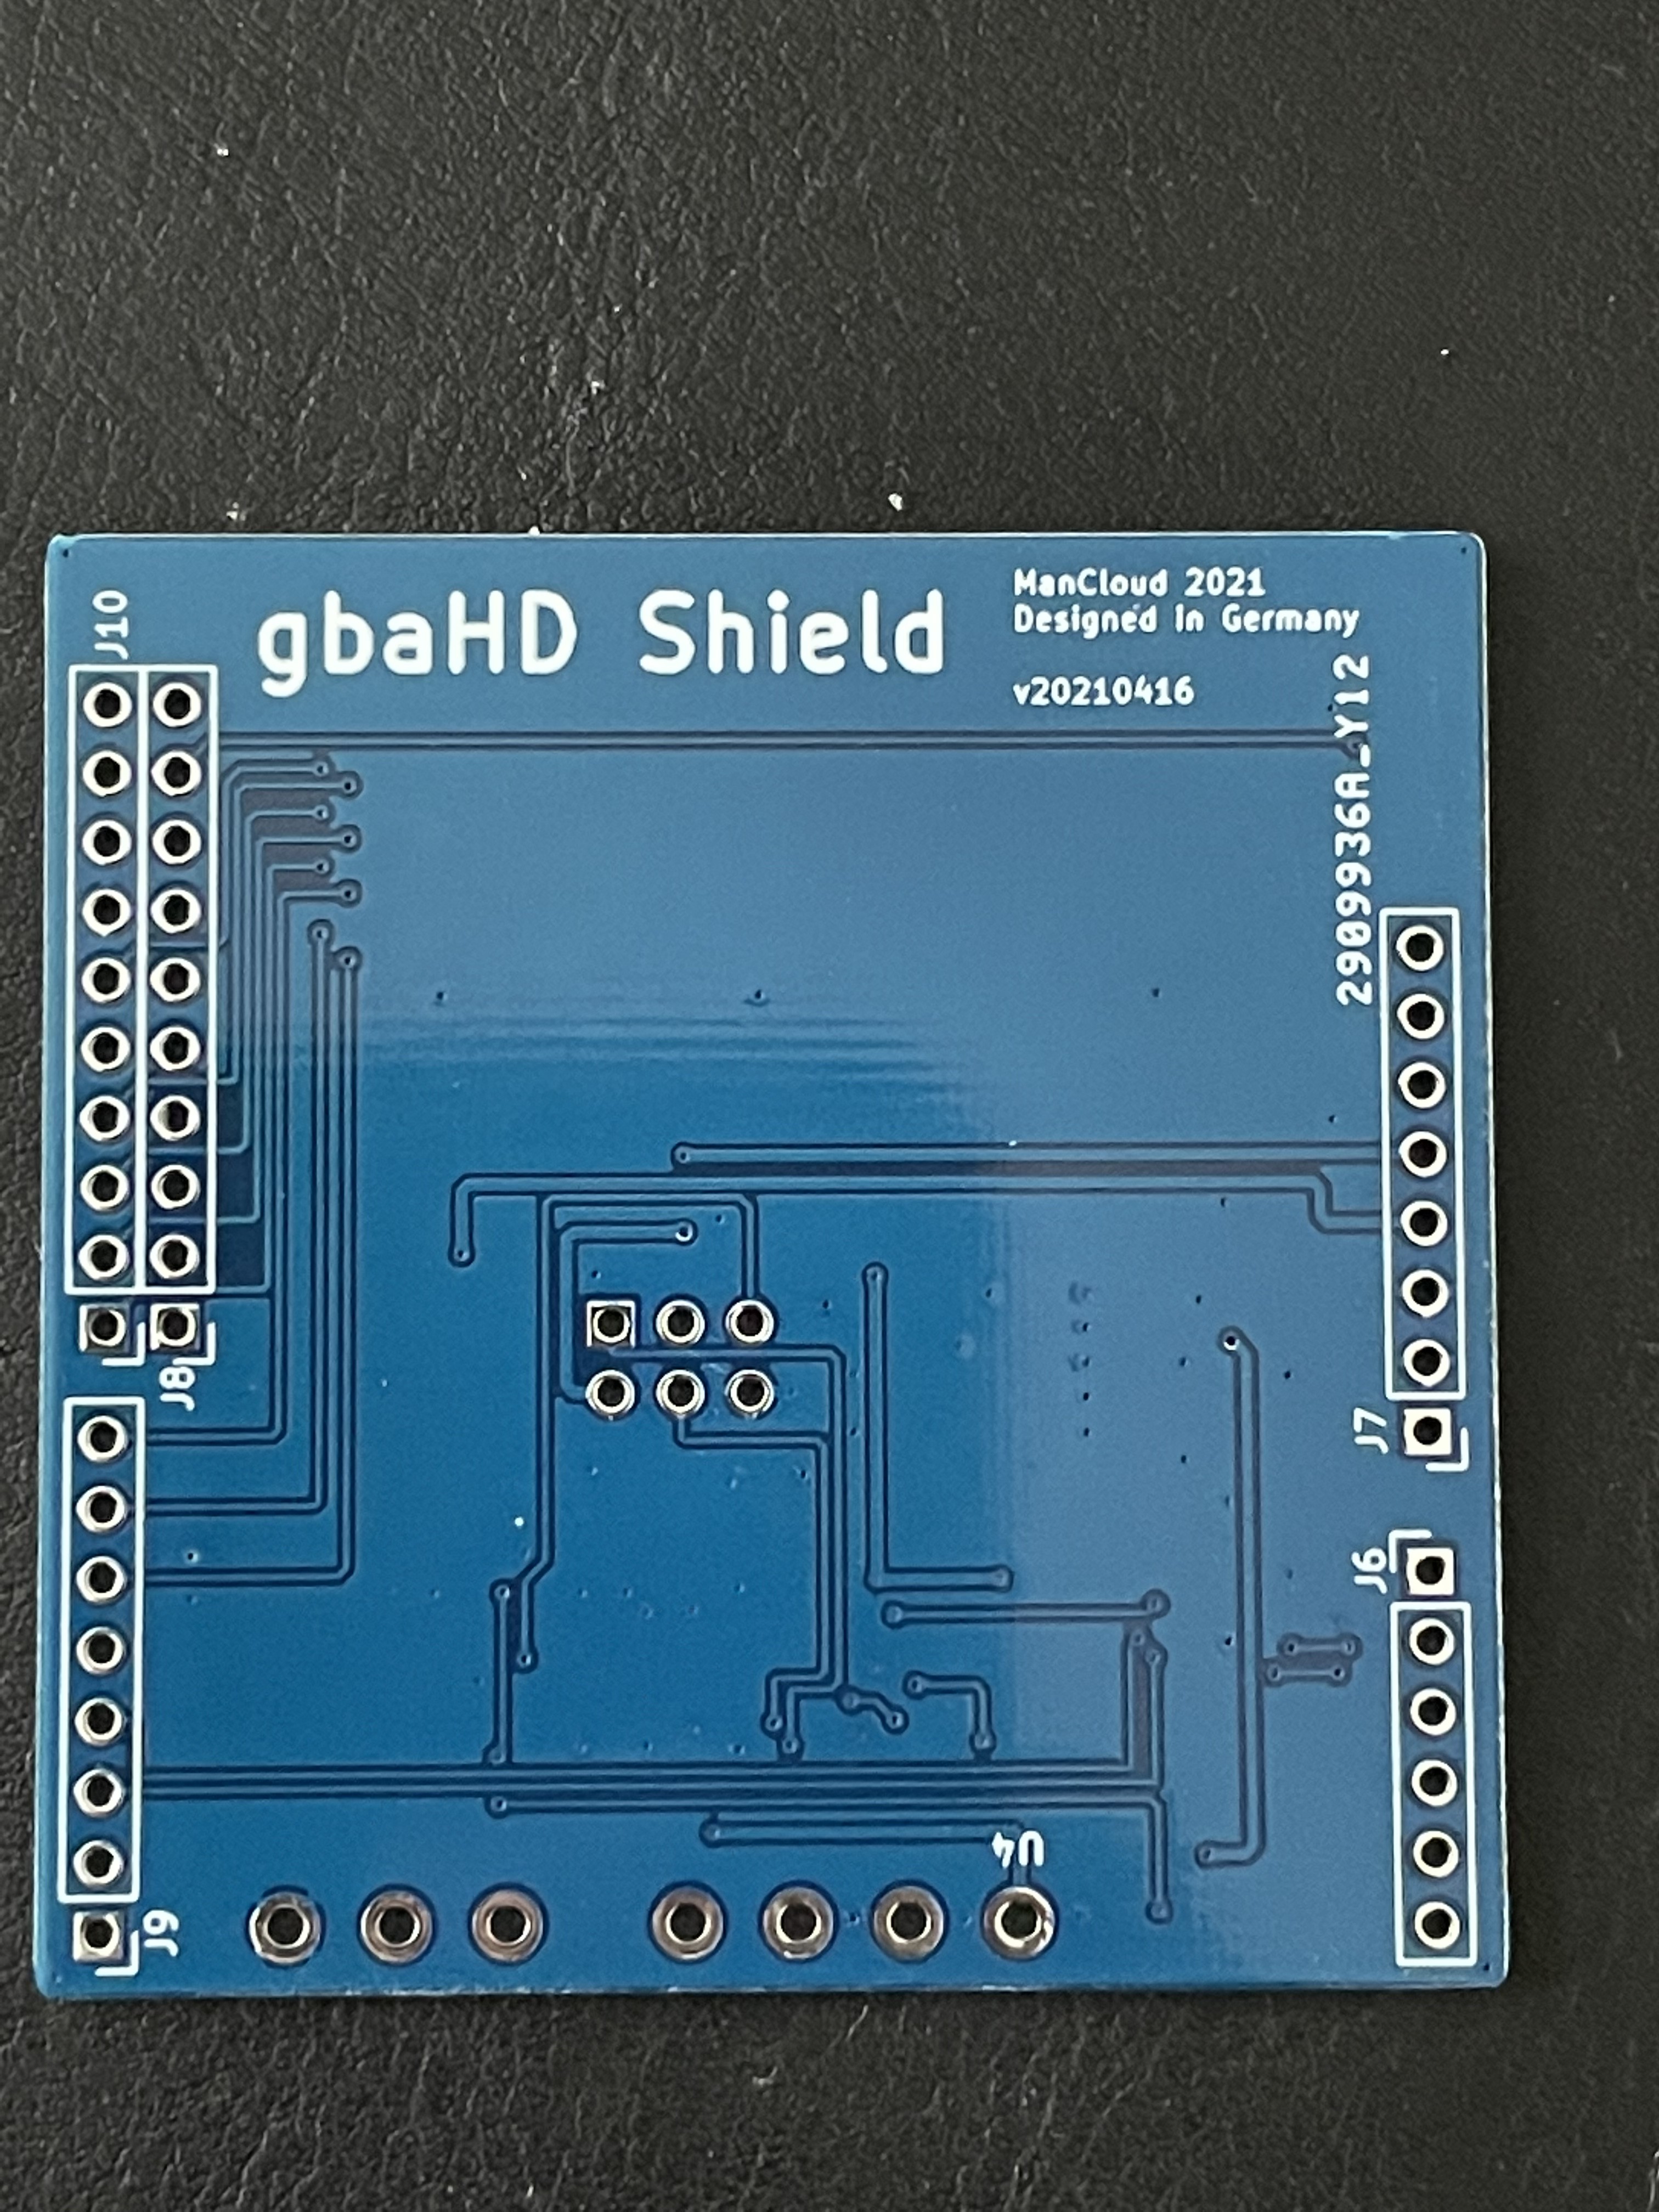 J10
gbaHD Shield
ManCloud 2021
Designed in Germany
v20210416
2909936A_Y12
J8
J7
J6
U4
J9